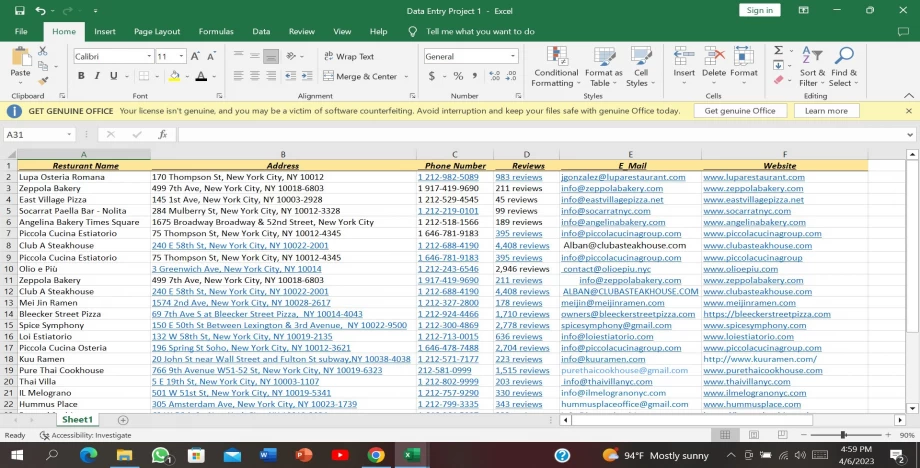 Data Entry Project 1 - Excel
Sign in
File Home Insert Page Layout Formulas Data Review View Help Tell me what you want to do
Paste
Calibri 11 A A
B I U A
Wrap Text
Merge & Center
General
$ % ,
Conditional Formatting
Format as Table
Cell Styles
Insert Delete Format
Sort & Filter
Find & Select
Clipboard Font Alignment Number Styles Cells Editing
GET GENUINE OFFICE Your license isn't genuine, and you may be a victim of software counterfeiting. Avoid interruption and keep your files safe with genuine Office today. Get genuine Office Learn more
A31 fx
A B C D E F
1 Resturant Name Address Phone Number Reviews E_Mail Website
2 Lupa Osteria Romana 170 Thompson St, New York City, NY 10012 1 212-982-5089 983 reviews jgonzalez@luparestaurant.com www.luparestaurant.com
3 Zeppola Bakery 499 7th Ave, New York City, NY 10018-6803 1 917-419-9690 211 reviews info@zeppolabakery.com www.zeppolabakery.com
4 East Village Pizza 145 1st Ave, New York City, NY 10003-2928 1 212-529-4545 45 reviews info@eastvillagepizza.net www.eastvillagepizza.net
5 Socarrat Paella Bar - Nolita 284 Mulberry St, New York City, NY 10012-3328 1 212-219-0101 99 reviews info@socarratnyc.com www.socarratnyc.com
6 Angelina Bakery Times Square 1675 Broadway Broadway & 52nd Street, New York City 1 212-518-1566 189 reviews info@angelinabakery.com www.angelinabakery.com
7 Piccola Cucina Estiatorio 75 Thompson St, New York City, NY 10012-4345 1 646-781-9183 395 reviews info@piccolacucinagroup.com www.piccolacucinagroup.com
8 Club A Steakhouse 240 E 58th St, New York City, NY 10022-2001 1 212-688-4190 4,408 reviews Alban@clubasteakhouse.com www.clubasteakhouse.com
9 Piccola Cucina Estiatorio 75 Thompson St, New York City, NY 10012-4345 1 646-781-9183 395 reviews info@piccolacucinagroup.com www.piccolacucinagroup
10 Olio e Più 3 Greenwich Ave, New York City, NY 10014 1 212-243-6546 2,946 reviews contact@olioepiu.nyc www.olioepiu.com
11 Zeppola Bakery 499 7th Ave, New York City, NY 10018-6803 1 917-419-9690 211 reviews info@zeppolabakery.com www.zeppolabakery.com
12 Club A Steakhouse 240 E 58th St, New York City, NY 10022-2001 1 212-688-4190 4,408 reviews ALBAN@CLUBASTEAKHOUSE.COM www.clubasteakhouse.com
13 Mei Jin Ramen 1574 2nd Ave, New York City, NY 10028-2617 1 212-327-2800 178 reviews meijin@meijinramen.com www.meijinramen.com
14 Bleecker Street Pizza 69 7th Ave S at Bleecker Street Pizza, NY 10014-4043 1 212-924-4466 1,710 reviews owners@bleeckerstreetpizza.com https://bleeckerstreetpizza.com
15 Spice Symphony 150 E 50th St Between Lexington & 3rd Avenue, NY 10022-9500 1 212-300-4869 2,778 reviews spicesymphony@gmail.com www.spicesymphony.com
16 Loi Estiatorio 132 W 58th St, New York City, NY 10019-2135 1 212-713-0015 636 reviews info@loiestiatorio.com www.loiestiatorio.com
17 Piccola Cucina Osteria 196 Spring St Soho, New York City, NY 10012-3621 1 646-478-7488 2,704 reviews info@piccolacucinagroup.com www.piccolacucinagroup.com
18 Kuu Ramen 20 John St near Wall Street and Fulton St subway,NY 10038-4038 1 212-571-7177 223 reviews info@kuuramen.com http://www.kuuramen.com/
19 Pure Thai Cookhouse 766 9th Avenue W51-52 St, New York City, NY 10019-6323 212-581-0999 1,515 reviews purethaicookhouse@gmail.com www.purethaicookhouse.com
20 Thai Villa 5 E 19th St, New York City, NY 10003-1107 1 212-802-9999 203 reviews info@thaivillanyc.com www.thaivillanyc.com
21 IL Melograno 501 W 51st St, New York City, NY 10019-5341 1 212-757-9290 330 reviews info@ilmelogranonyc.com www.ilmelogranonyc.com
22 Hummus Place 305 Amsterdam Ave, New York City, NY 10023-1739 1 212-799-3335 343 reviews hummusplaceoffice@gmail.com www.hummusplace.com
Sheet1
Ready Accessibility: Investigate 90%
94°F Mostly sunny 4:59 PM
4/6/2023